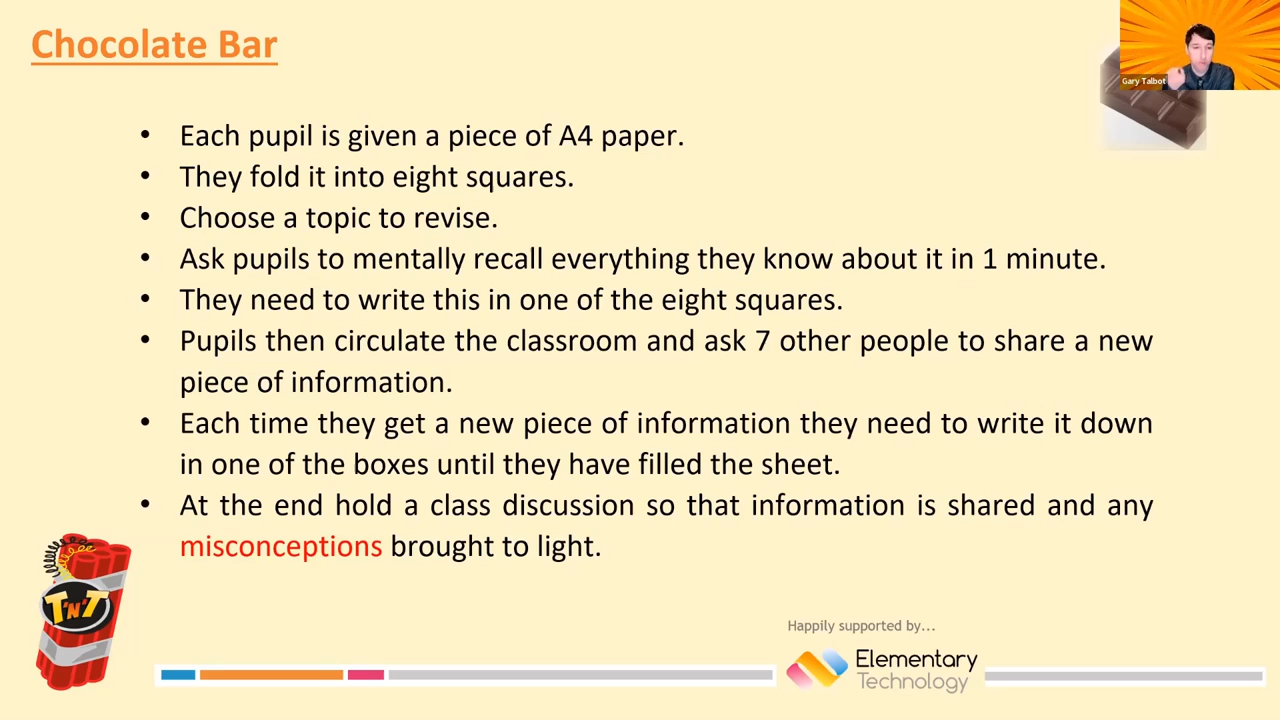 Chocolate Bar
Gary Talbot
• Each pupil is given a piece of A4 paper.
• They fold it into eight squares.
• Choose a topic to revise.
• Ask pupils to mentally recall everything they know about it in 1 minute.
• They need to write this in one of the eight squares.
• Pupils then circulate the classroom and ask 7 other people to share a new
piece of information.
• Each time they get a new piece of information they need to write it down
in one of the boxes until they have filled the sheet.
• At the end hold a class discussion so that information is shared and any
misconceptions brought to light.
T'N'T
Happily supported by...
Elementary
Technology